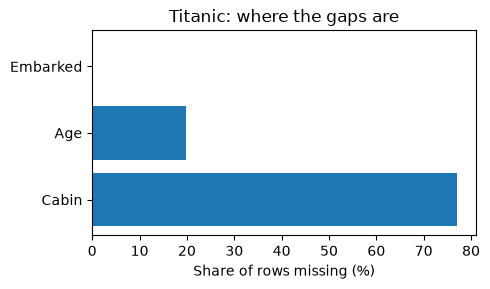 Titanic: where the gaps are
Embarked
Age
Cabin
0 10 20 30 40 50 60 70 80
Share of rows missing (%)